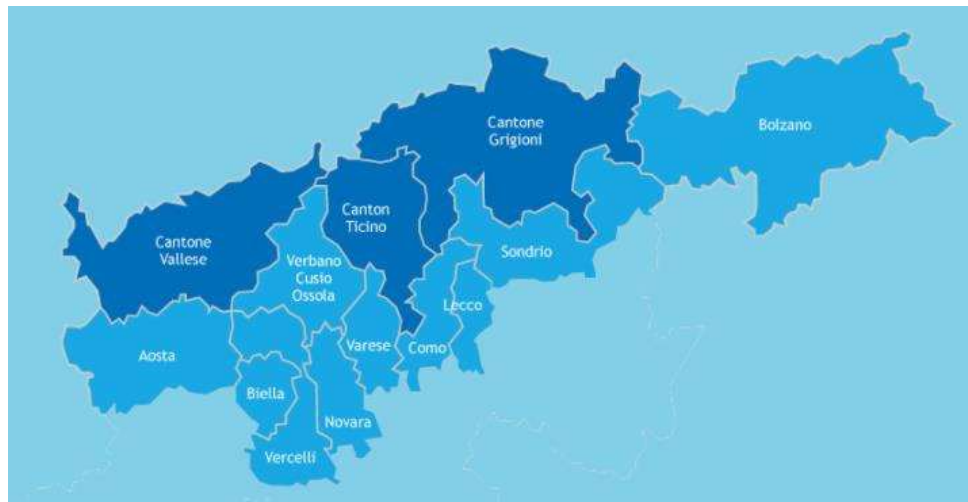 Cantone
Grigioni
Bolzano
Canton
Ticino
Cantone
Vallese
Sondrio
Verbano
Cusio
Ossola
Lecco
Varese
Como
Aosta
Biella
Novara
Vercelli